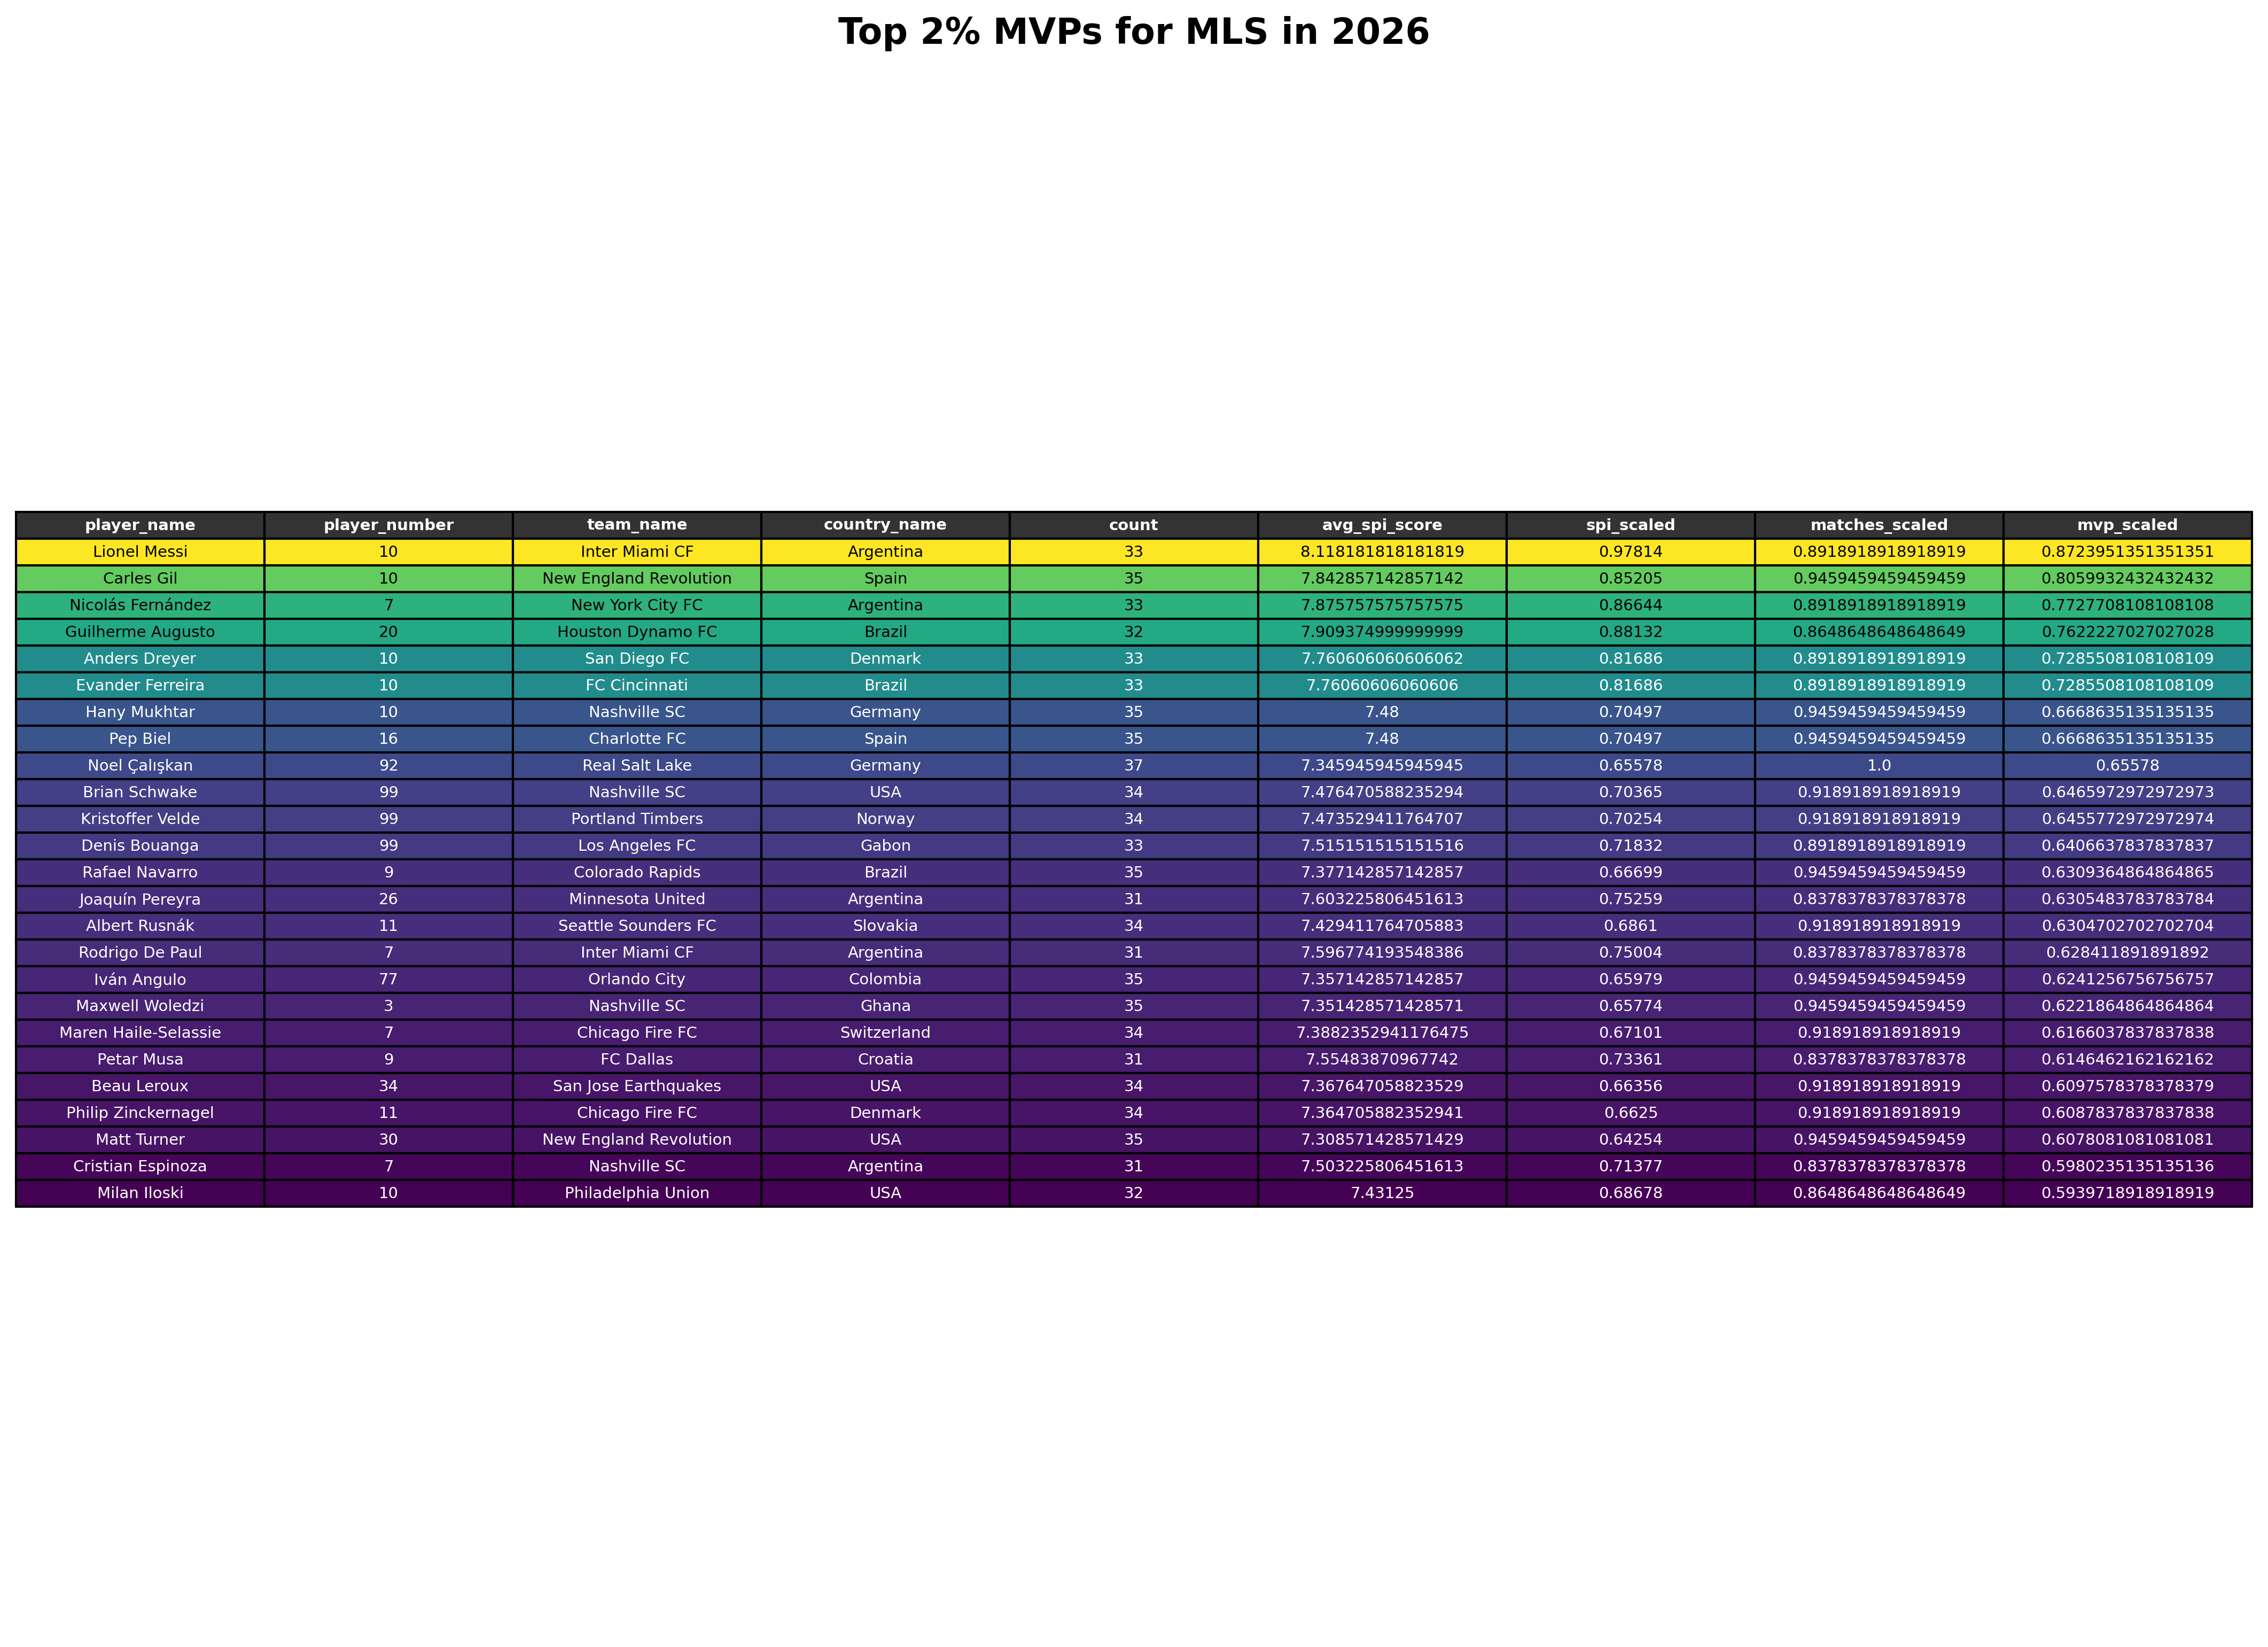 Top 2% MVPs for MLS in 2026
player_name player_number team_name country_name count avg_spi_score spi_scaled matches_scaled mvp_scaled
Lionel Messi 10 Inter Miami CF Argentina 33 8.118181818181819 0.97814 0.8918918918918919 0.8723951351351351
Carles Gil 10 New England Revolution Spain 35 7.842857142857142 0.85205 0.9459459459459459 0.8059932432432432
Nicolás Fernández 7 New York City FC Argentina 33 7.875757575757575 0.86644 0.8918918918918919 0.7727708108108108
Guilherme Augusto 20 Houston Dynamo FC Brazil 32 7.909374999999999 0.88132 0.8648648648648649 0.7622227027027028
Anders Dreyer 10 San Diego FC Denmark 33 7.760606060606062 0.81686 0.8918918918918919 0.7285508108108109
Evander Ferreira 10 FC Cincinnati Brazil 33 7.76060606060606 0.81686 0.8918918918918919 0.7285508108108109
Hany Mukhtar 10 Nashville SC Germany 35 7.48 0.70497 0.9459459459459459 0.6668635135135135
Pep Biel 16 Charlotte FC Spain 35 7.48 0.70497 0.9459459459459459 0.6668635135135135
Noel Çalışkan 92 Real Salt Lake Germany 37 7.345945945945945 0.65578 1.0 0.65578
Brian Schwake 99 Nashville SC USA 34 7.476470588235294 0.70365 0.918918918918919 0.6465972972972973
Kristoffer Velde 99 Portland Timbers Norway 34 7.473529411764707 0.70254 0.918918918918919 0.6455772972972974
Denis Bouanga 99 Los Angeles FC Gabon 33 7.515151515151516 0.71832 0.8918918918918919 0.6406637837837837
Rafael Navarro 9 Colorado Rapids Brazil 35 7.377142857142857 0.66699 0.9459459459459459 0.6309364864864865
Joaquín Pereyra 26 Minnesota United Argentina 31 7.603225806451613 0.75259 0.8378378378378378 0.6305483783783784
Albert Rusnák 11 Seattle Sounders FC Slovakia 34 7.429411764705883 0.6861 0.918918918918919 0.6304702702702704
Rodrigo De Paul 7 Inter Miami CF Argentina 31 7.596774193548386 0.75004 0.8378378378378378 0.628411891891892
Iván Angulo 77 Orlando City Colombia 35 7.357142857142857 0.65979 0.9459459459459459 0.6241256756756757
Maxwell Woledzi 3 Nashville SC Ghana 35 7.351428571428571 0.65774 0.9459459459459459 0.6221864864864864
Maren Haile-Selassie 7 Chicago Fire FC Switzerland 34 7.3882352941176475 0.67101 0.918918918918919 0.6166037837837838
Petar Musa 9 FC Dallas Croatia 31 7.55483870967742 0.73361 0.8378378378378378 0.6146462162162162
Beau Leroux 34 San Jose Earthquakes USA 34 7.367647058823529 0.66356 0.918918918918919 0.6097578378378379
Philip Zinckernagel 11 Chicago Fire FC Denmark 34 7.364705882352941 0.6625 0.918918918918919 0.6087837837837838
Matt Turner 30 New England Revolution USA 35 7.308571428571429 0.64254 0.9459459459459459 0.6078081081081081
Cristian Espinoza 7 Nashville SC Argentina 31 7.503225806451613 0.71377 0.8378378378378378 0.5980235135135136
Milan Iloski 10 Philadelphia Union USA 32 7.43125 0.68678 0.8648648648648649 0.5939718918918919